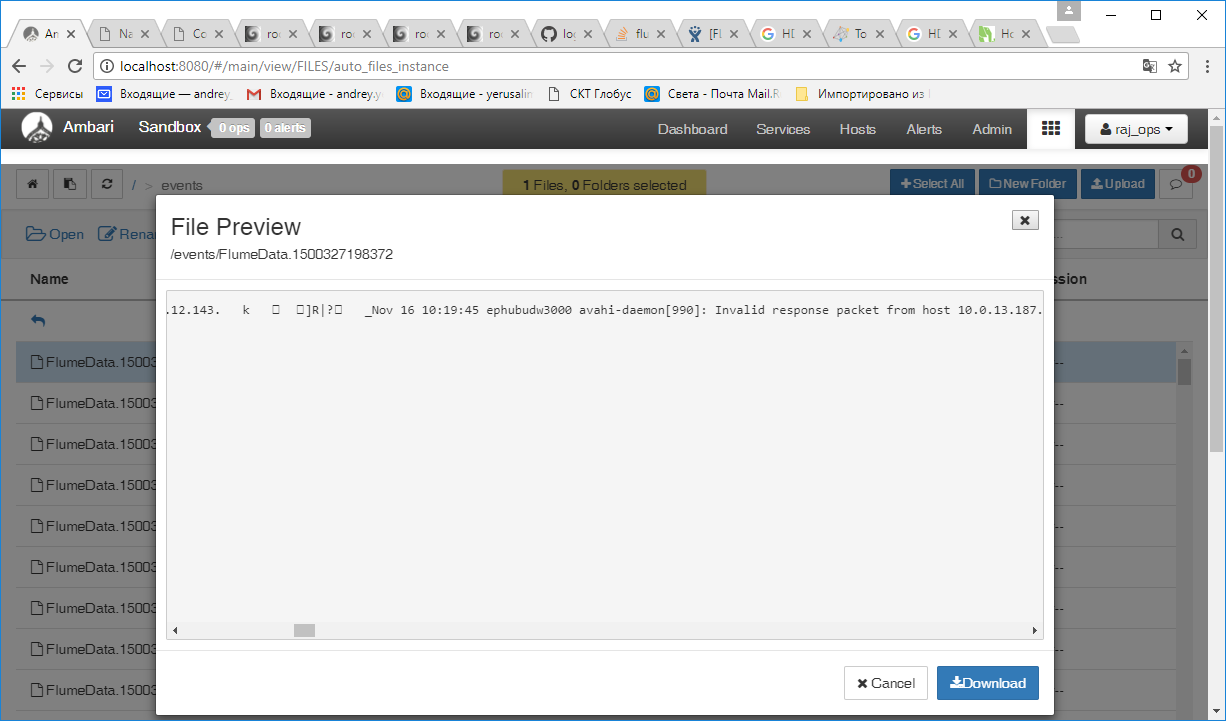 An
Na
Co
ro
ro
ro
ro
lo
flu
[FL
HD
To
HD
Ho
localhost:8080/#/main/view/FILES/auto_files_instance
Сервисы
Входящие — andrey
Входящие - andrey.y
Входящие - yerusalin
СКТ Глобус
Света - Почта Mail.R
Импортировано из
Ambari
Sandbox
0 ops
0 alerts
Dashboard
Services
Hosts
Alerts
Admin
raj_ops
/ > events
1 Files, 0 Folders selected
Select All
New Folder
Upload
0
Open
Renam
File Preview
/events/FlumeData.1500327198372
Name
ssion
.12.143. k ]R|? _Nov 16 10:19:45 ephubudw3000 avahi-daemon[990]: Invalid response packet from host 10.0.13.187.
FlumeData.15003
--
FlumeData.15003
--
FlumeData.15003
--
FlumeData.15003
--
FlumeData.15003
--
FlumeData.15003
--
FlumeData.15003
--
FlumeData.15003
--
FlumeData.15003
--
Cancel
Download